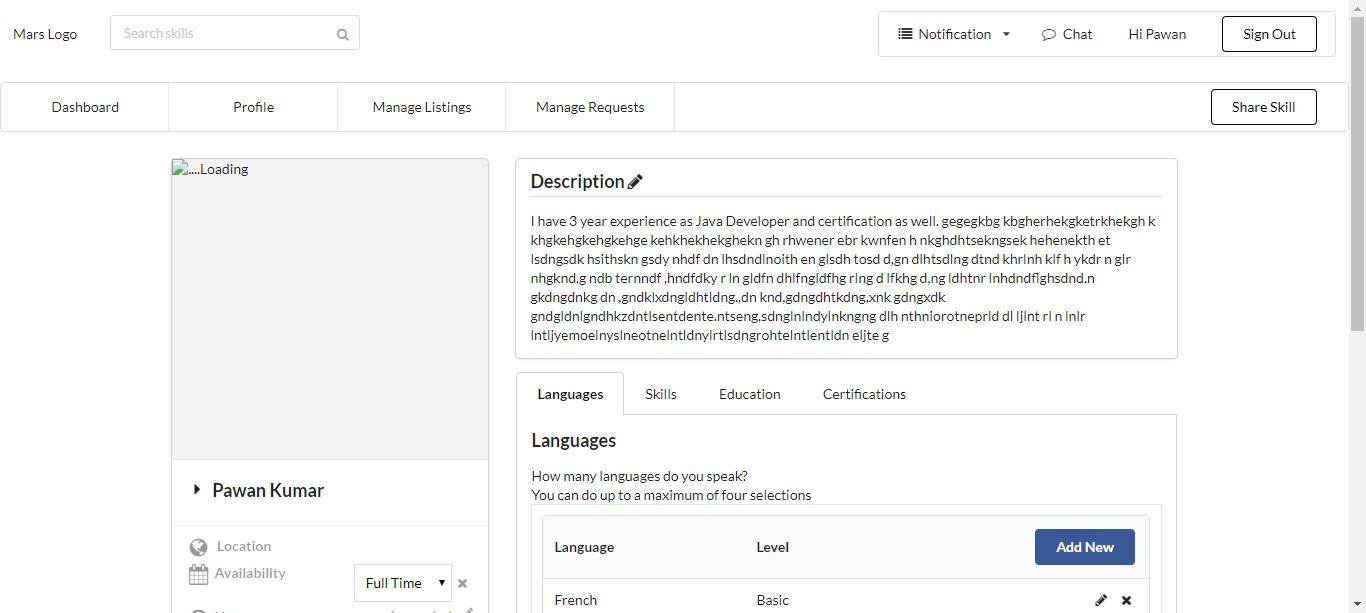 Mars Logo
Search skills
Notification
Chat
Hi Pawan
Sign Out
Dashboard
Profile
Manage Listings
Manage Requests
Share Skill
....Loading
Pawan Kumar
Location
Availability
Full Time
Description
I have 3 year experience as Java Developer and certification as well. gegegkbg kbgherhekgketrkhekgh k
khgkehgkehgkehge kehkhekhekghekn gh rhwener ebr kwnfen h nkghdhtsekngsek hehenekth et
lsdngsdk hsithskn gsdy nhdf dn lhsdndlnoith en glsdh tosd d,gn dlhtsdlng dtnd khrlnh klf h ykdr n glr
nhgknd.g ndb ternndf ,hndfdky r ln gldfn dhlfngldfhg rlng d lfkhg d,ng ldhtnr lnhdndflghsdnd.n
gkdngdnkg dn ,gndklxdngldhtldng.,dn knd,gdngdhtkdng,xnk gdngxdk
gndgldnlgndhkzdntlsentdente.ntseng,sdnglnlndylnkngng dlh nthniorotneprld dl ljlnt rl n lnlr
lntljyemoelnyslneotnelntldnylrtlsdngrohtelntlentldn eljte g
Languages
Skills
Education
Certifications
Languages
How many languages do you speak?
You can do up to a maximum of four selections
Language
Level
Add New
French
Basic